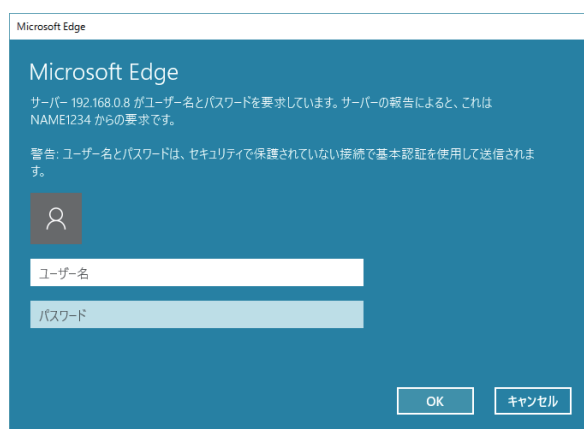 Microsoft Edge
Microsoft Edge
サーバー 192.168.0.8 がユーザー名とパスワードを要求しています。サーバーの報告によると、これは
NAME1234 からの要求です。
警告: ユーザー名とパスワードは、セキュリティで保護されていない接続で基本認証を使用して送信されま
す。
ユーザー名
パスワード
OK キャンセル